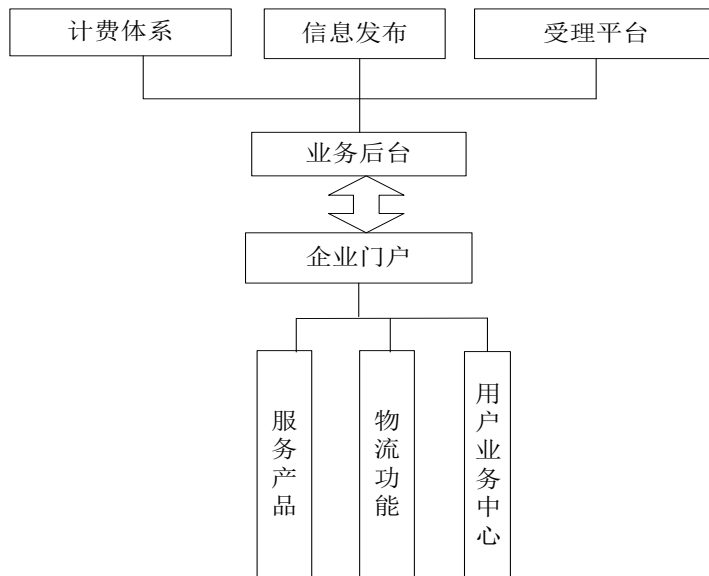 计费体系
信息发布
受理平台
业务后台
企业门户
服务产品
物流功能
用户业务中心